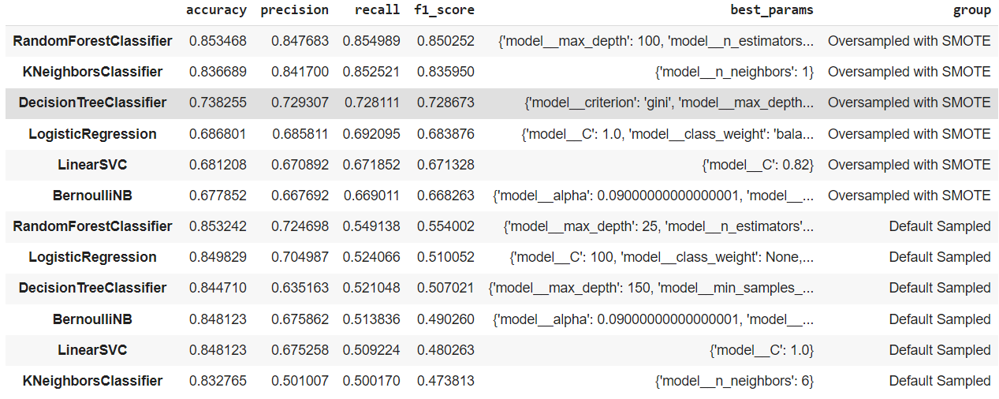 accuracy precision recall f1_score best_params group
RandomForestClassifier 0.853468 0.847683 0.854989 0.850252 {'model__max_depth': 100, 'model__n_estimators... Oversampled with SMOTE
KNeighborsClassifier 0.836689 0.841700 0.852521 0.835950 {'model__n_neighbors': 1} Oversampled with SMOTE
DecisionTreeClassifier 0.738255 0.729307 0.728111 0.728673 {'model__criterion': 'gini', 'model__max_depth... Oversampled with SMOTE
LogisticRegression 0.686801 0.685811 0.692095 0.683876 {'model__C': 1.0, 'model__class_weight': 'bala... Oversampled with SMOTE
LinearSVC 0.681208 0.670892 0.671852 0.671328 {'model__C': 0.82} Oversampled with SMOTE
BernoulliNB 0.677852 0.667692 0.669011 0.668263 {'model__alpha': 0.09000000000000001, 'model__... Oversampled with SMOTE
RandomForestClassifier 0.853242 0.724698 0.549138 0.554002 {'model__max_depth': 25, 'model__n_estimators'... Default Sampled
LogisticRegression 0.849829 0.704987 0.524066 0.510052 {'model__C': 100, 'model__class_weight': None,... Default Sampled
DecisionTreeClassifier 0.844710 0.635163 0.521048 0.507021 {'model__max_depth': 150, 'model__min_samples_... Default Sampled
BernoulliNB 0.848123 0.675862 0.513836 0.490260 {'model__alpha': 0.09000000000000001, 'model__... Default Sampled
LinearSVC 0.848123 0.675258 0.509224 0.480263 {'model__C': 1.0} Default Sampled
KNeighborsClassifier 0.832765 0.501007 0.500170 0.473813 {'model__n_neighbors': 6} Default Sampled